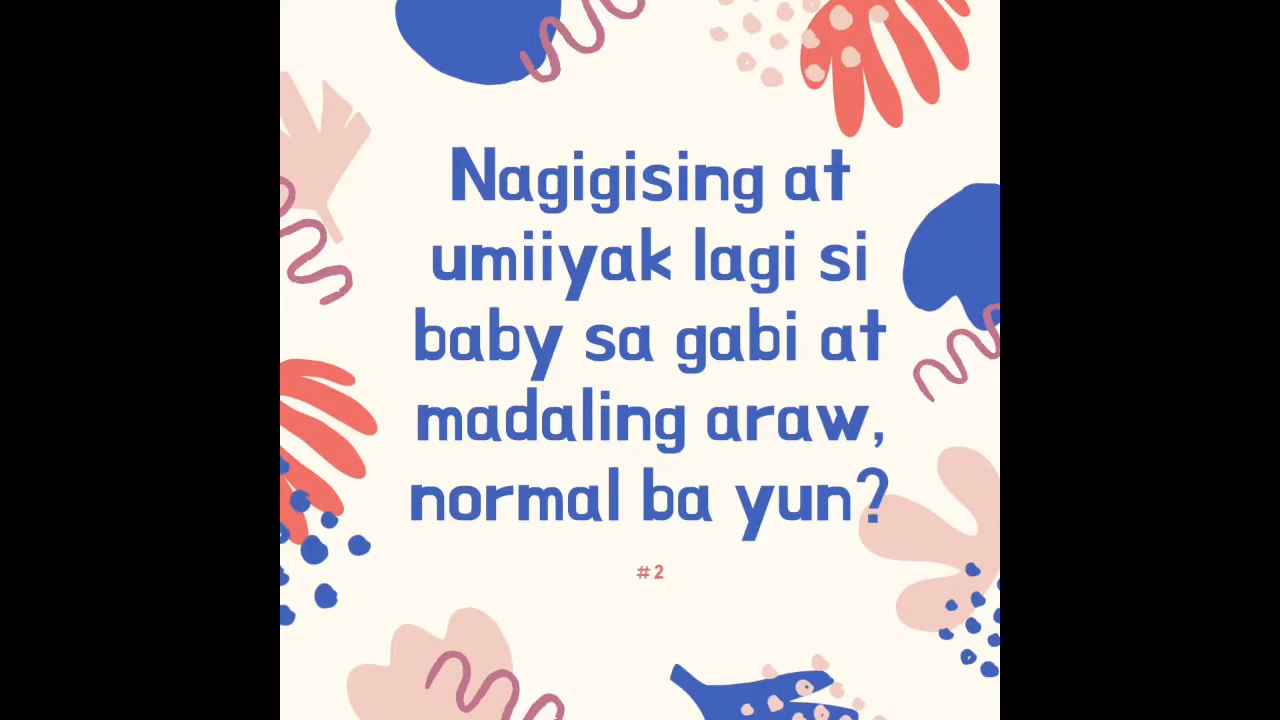 Nagigising at
umiiyak lagi si
baby sa gabi at
madaling araw,
normal ba yun?
#2